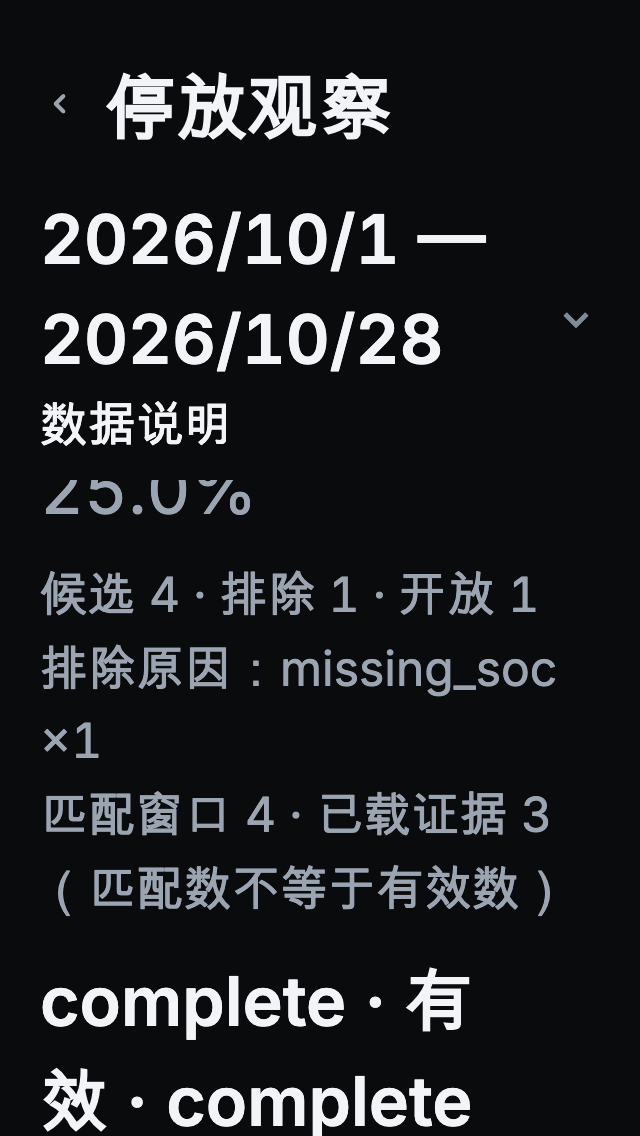 停放观察
2026/10/1 —
2026/10/28
数据说明
25.0%
候选 4 · 排除 1 · 开放 1
排除原因：missing_soc
×1
匹配窗口 4 · 已载证据 3
（匹配数不等于有效数）
complete · 有
效 · complete